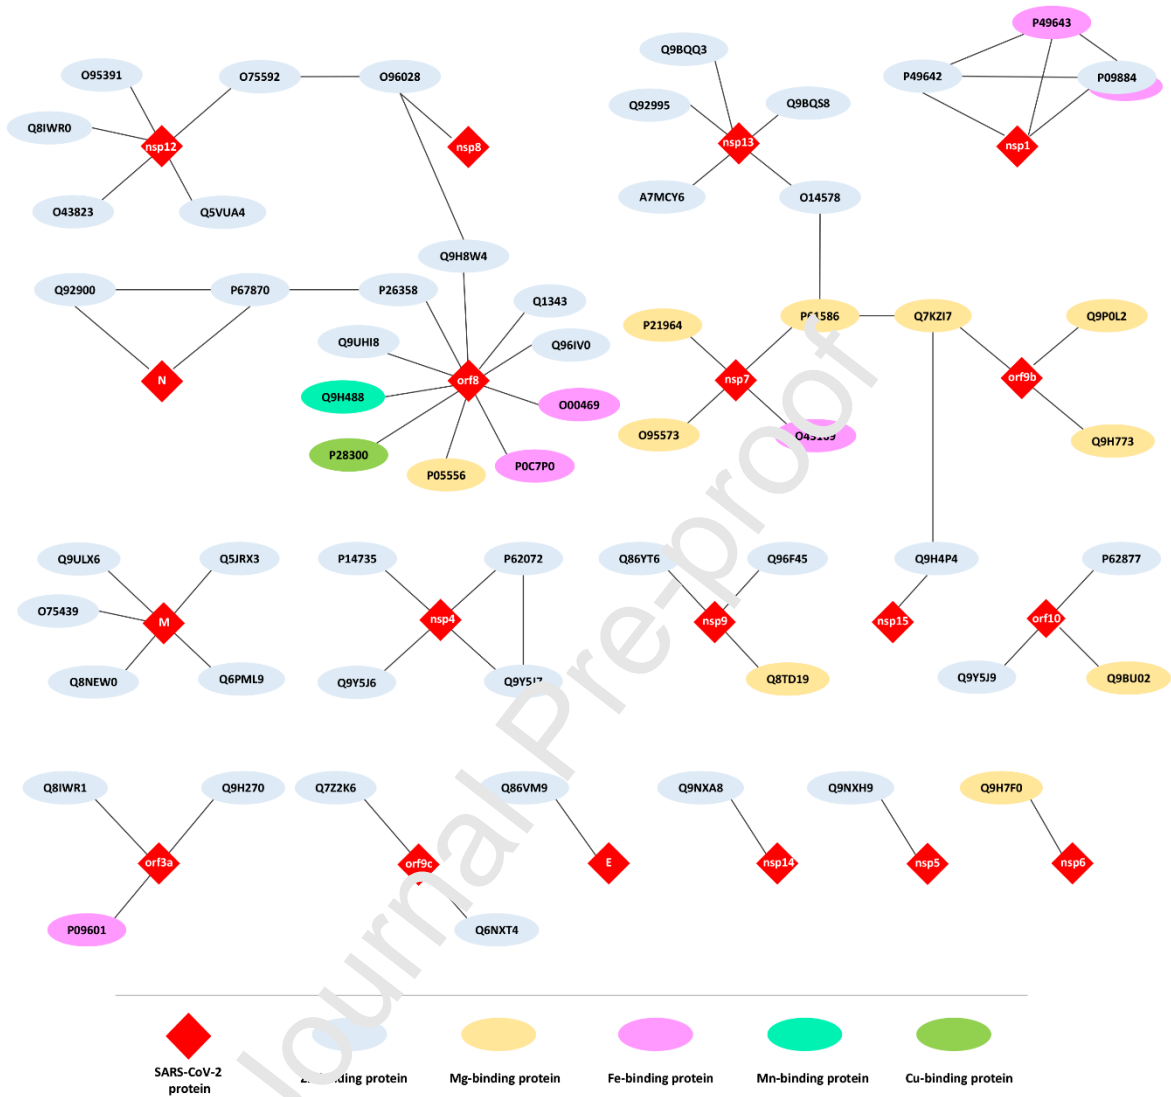 P49643
Q9BQQ3
O95391
O75592
O96028
P49642
P09884
Q92995
Q9BQS8
Q8IWR0
nsp12
nsp8
nsp13
nsp1
A7MCY6
O14578
O43823
Q5VUA4
Q9H8W4
Q92900
P67870
P26358
Q1343
P21964
P61586
Q7KZI7
Q9P0L2
Q9UHI8
Q96IV0
N
orf8
nsp7
orf9b
Q9H488
O00469
O95573
Q9H773
P28300
P05556
P0C7P0
Q9ULX6
Q5JRX3
P14735
P62072
Q86YT6
Q96F45
Q9H4P4
P62877
O75439
M
nsp4
nsp9
nsp15
orf10
Q8NEW0
Q6PML9
Q9Y5J6
Q9Y5J7
Q8TD19
Q9Y5J9
Q9BU02
Q8IWR1
Q9H270
Q7Z2K6
Q86VM9
Q9NXA8
Q9NXH9
Q9H7F0
orf3a
orf9c
E
nsp14
nsp5
nsp6
P09601
Q6NXT4
Journal Pre-proof
SARS-CoV-2
protein
binding protein
Mg-binding protein
Fe-binding protein
Mn-binding protein
Cu-binding protein